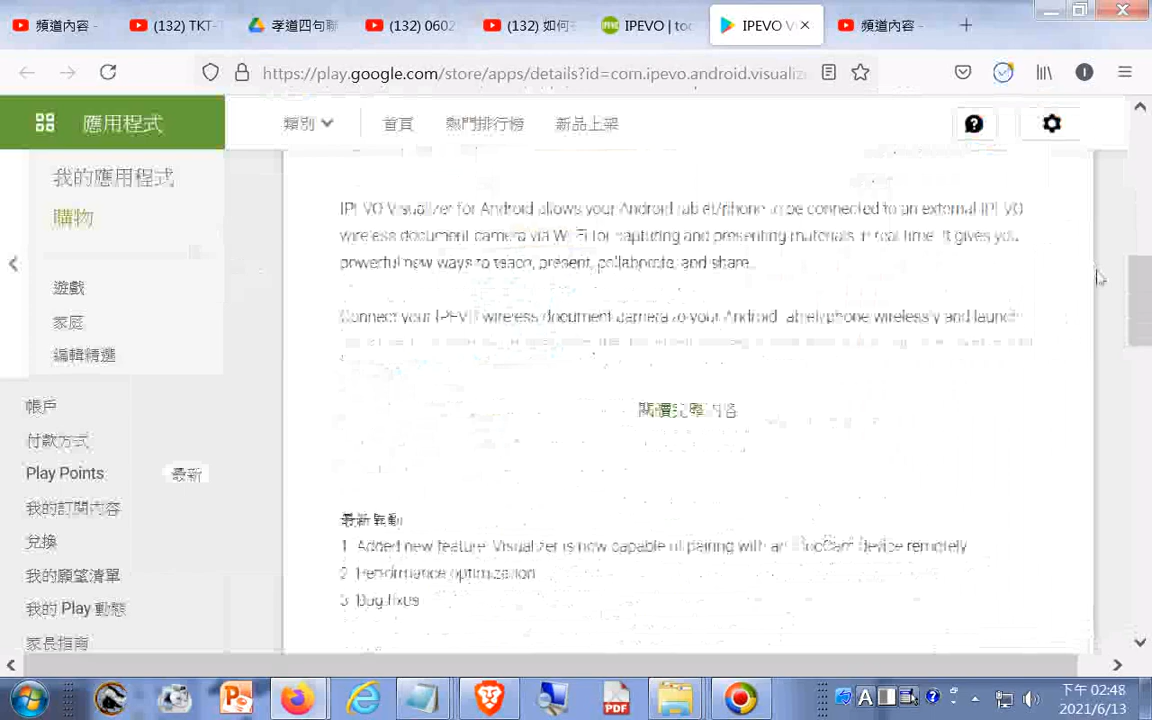 頻道內容
(132) TKT-
孝道四句聯
(132) 0602
(132) 如何
IPEVO | too
IPEVO V
頻道內容
https://play.google.com/store/apps/details?id=com.ipevo.android.visualiz
應用程式
類別
首頁
熱門排行榜
新品上架
我的應用程式
購物
遊戲
家庭
編輯精選
帳戶
付款方式
Play Points
最新
我的訂閱內容
兌換
我的願望清單
我的 Play 動態
家長指南
IPEVO Visualizer for Android allows your Android tablet/phone to be connected to an external IPEVO
wireless document camera via Wi-Fi for capturing and presenting materials in real time. It gives you
powerful new ways to teach, present, collaborate, and share.
Connect your IPEVO wireless document camera to your Android tablet/phone wirelessly and launch
閱讀完整內容
最新異動
1. Added new feature: Visualizer is now capable of pairing with an device remotely
2. Performance optimization
3. Bug fixes
下午 02:48
2021/6/13